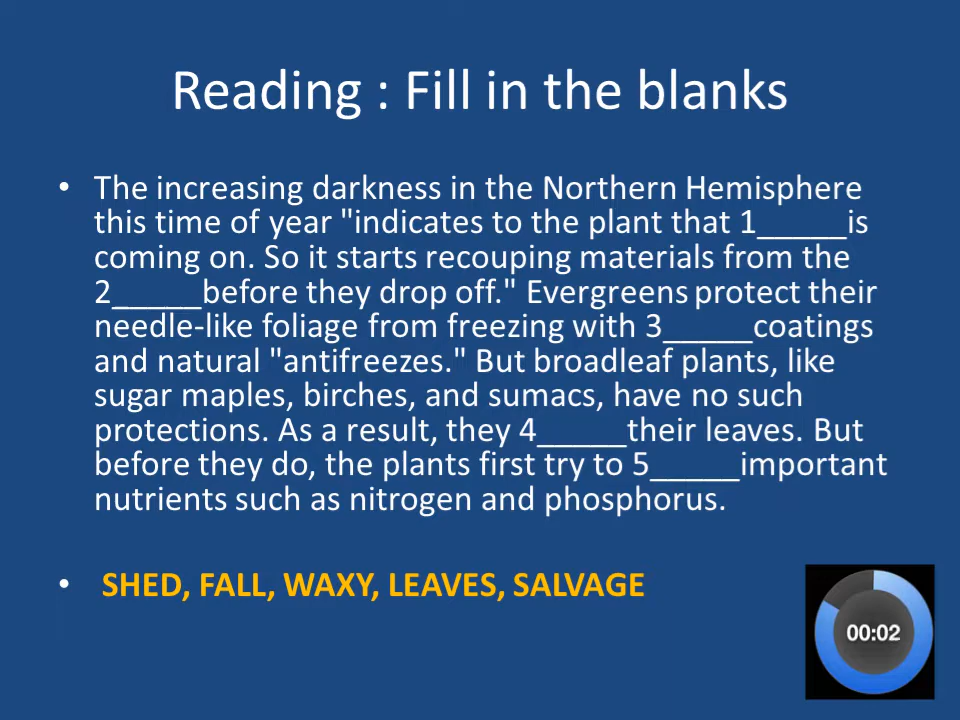 Reading : Fill in the blanks
• The increasing darkness in the Northern Hemisphere
this time of year "indicates to the plant that 1_____is
coming on. So it starts recouping materials from the
2_____before they drop off." Evergreens protect their
needle-like foliage from freezing with 3_____coatings
and natural "antifreezes." But broadleaf plants, like
sugar maples, birches, and sumacs, have no such
protections. As a result, they 4_____their leaves. But
before they do, the plants first try to 5_____important
nutrients such as nitrogen and phosphorus.
• SHED, FALL, WAXY, LEAVES, SALVAGE
00:02